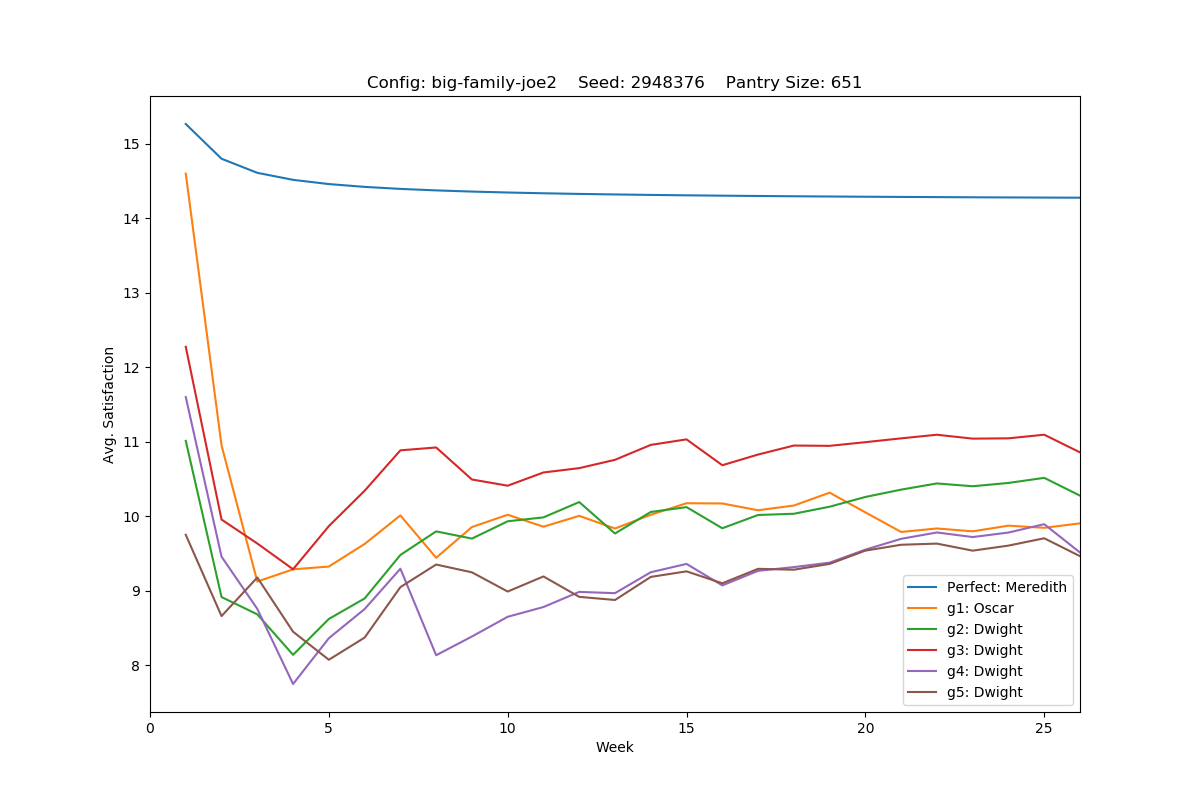 Config: big-family-joe2    Seed: 2948376    Pantry Size: 651
15
14
13
12
11
10
9
8
Avg. Satisfaction
Perfect: Meredith
g1: Oscar
g2: Dwight
g3: Dwight
g4: Dwight
g5: Dwight
0 5 10 15 20 25
Week